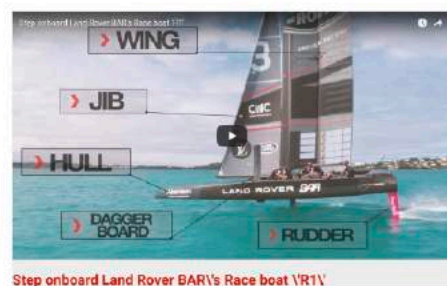 Step onboard Land Rover BAR's Race boat 'R1'
WING
JIB
HULL
DAGGER
BOARD
LAND ROVER BAR
RUDDER
Step onboard Land Rover BAR\'s Race boat \'R1\'